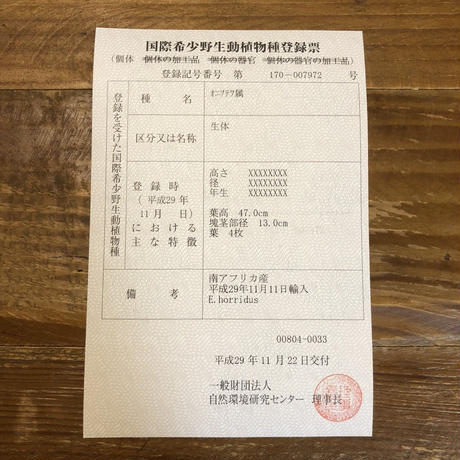 国際希少野生動植物種登録票
（個体　個体の加工品　個体の器官　個体の器官の加工品）
登録記号番号　第　170-007972　号
登録を受けた国際希少野生動植物種
種　名　ｵﾆｿﾃﾂ属
区分又は名称　生体
登録時
（平成29年
11月　日）
における
主な特徴
高さ　XXXXXXXX
径　XXXXXXXX
年生　XXXXXXXX
葉高　47.0cm
塊茎部径　13.0cm
葉　4枚
備　考
南アフリカ産
平成29年11月11日輸入
E.horridus
00804-0033
平成29年11月22日交付
一般財団法人
自然環境研究センター　理事長